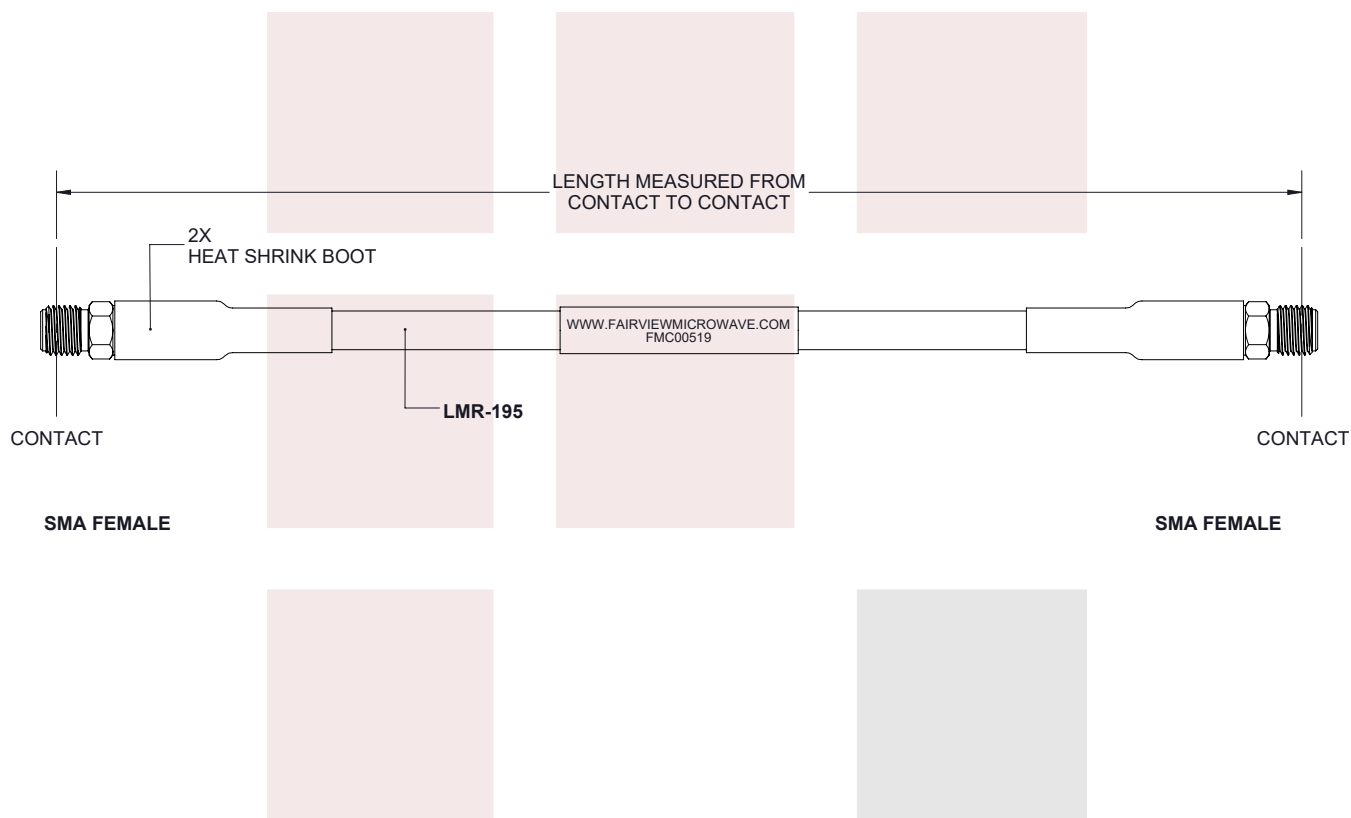 LENGTH MEASURED FROM
CONTACT TO CONTACT
2X
HEAT SHRINK BOOT
WWW.FAIRVIEWMICROWAVE.COM
FMC00519
LMR-195
CONTACT
CONTACT
SMA FEMALE
SMA FEMALE